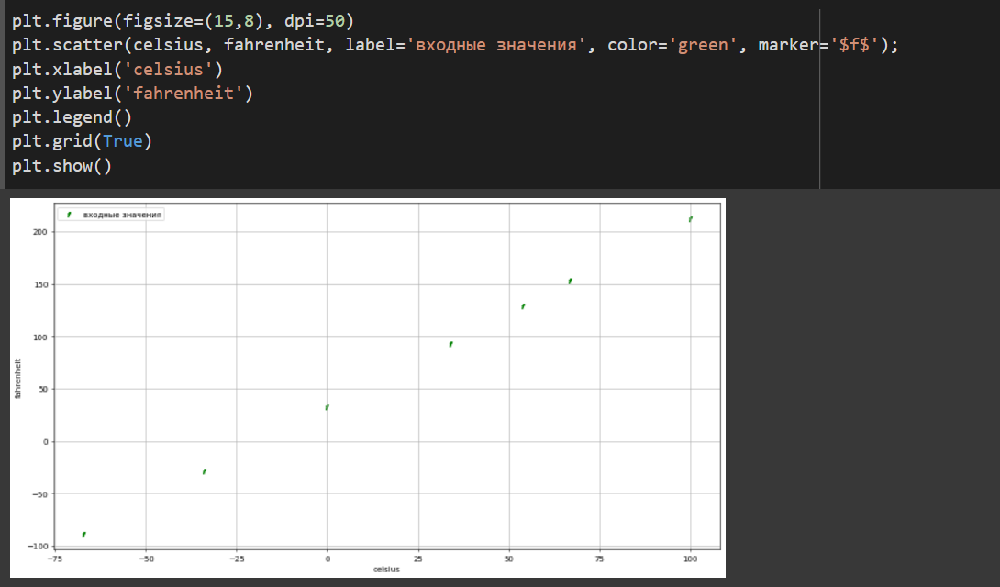 plt.figure(figsize=(15,8), dpi=50)
plt.scatter(celsius, fahrenheit, label='входные значения', color='green', marker='$f$');
plt.xlabel('celsius')
plt.ylabel('fahrenheit')
plt.legend()
plt.grid(True)
plt.show()
входные значения
200
150
100
50
0
−50
−100
fahrenheit
−75 −50 −25 0 25 50 75 100
celsius